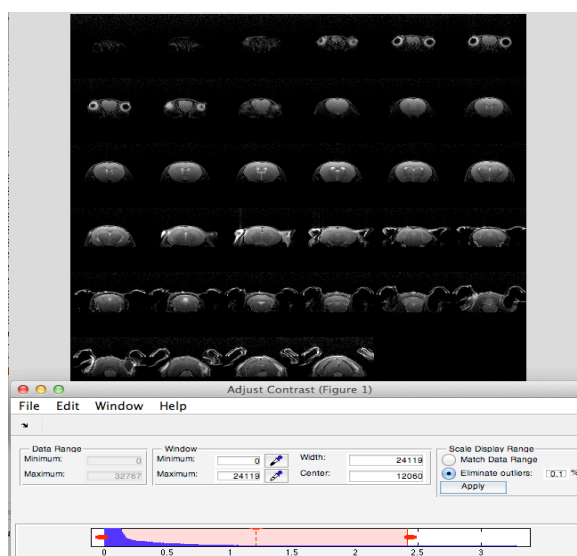 Adjust Contrast (Figure 1)
File Edit Window Help
Data Range
Minimum: 0
Maximum: 32767
Window
Minimum: 0
Maximum: 24119
Width: 24119
Center: 12060
Scale Display Range
Match Data Range
Eliminate outliers: 0.1 %
Apply
0 0.5 1 1.5 2 2.5 3